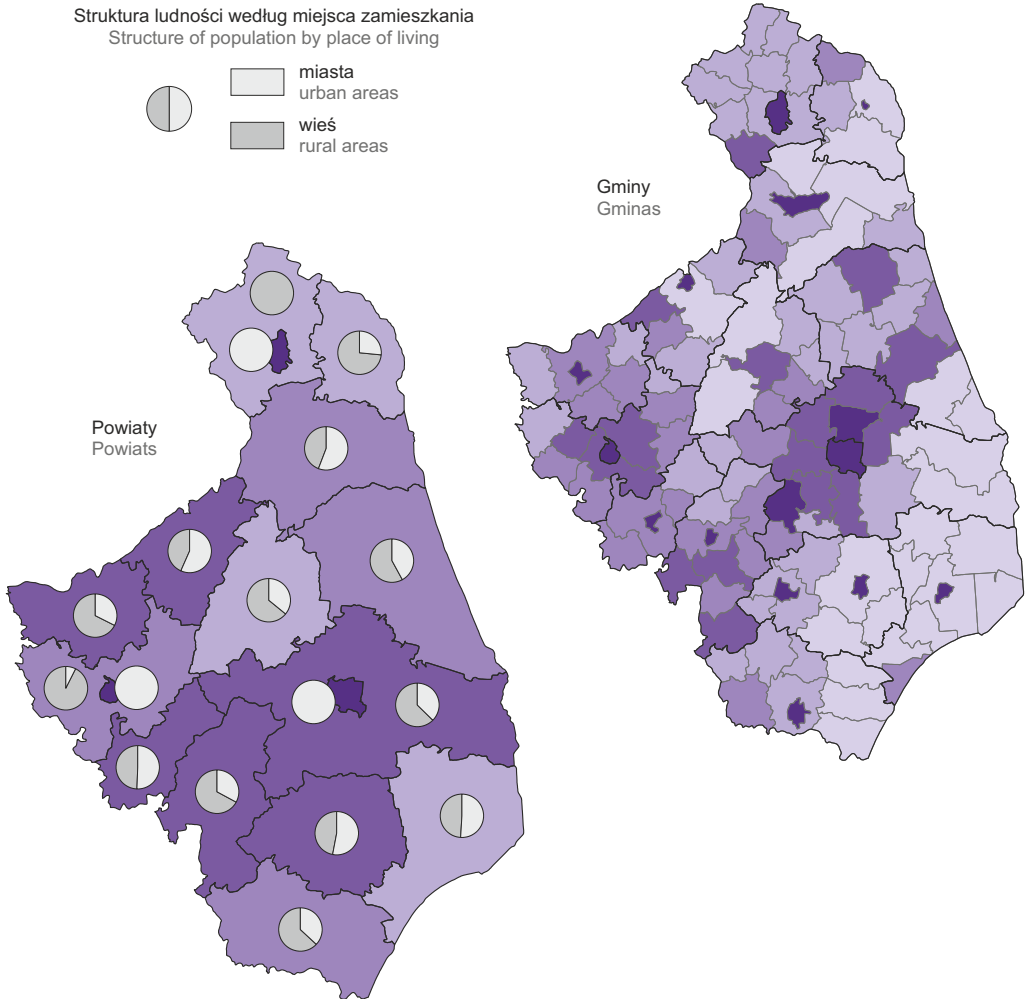 Struktura ludności według miejsca zamieszkania
Structure of population by place of living
miasta
urban areas
wieś
rural areas
Gminy
Gminas
Powiaty
Powiats